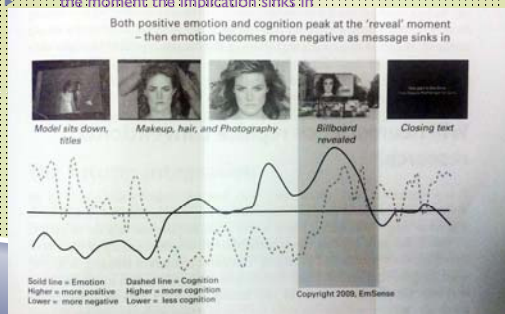 the moment the implication sinks in
Both positive emotion and cognition peak at the 'reveal' moment
– then emotion becomes more negative as message sinks in
Model sits down,
titles
Makeup, hair, and Photography
Billboard
revealed
Closing text
Soild line = Emotion
Higher = more positive
Lower = more negative
Dashed line = Cognition
Higher = more cognition
Lower = less cognition
Copyright 2009, EmSense